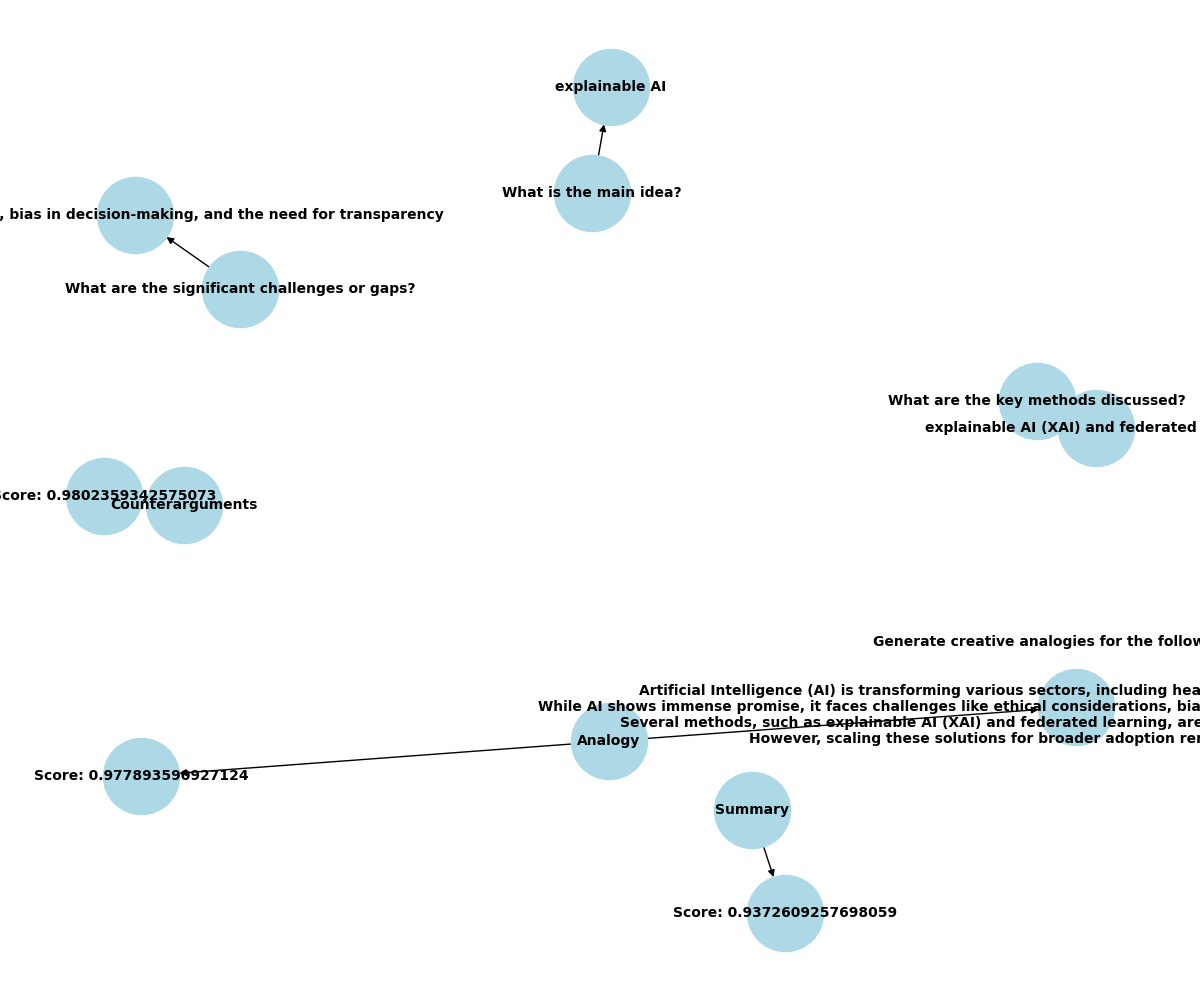 explainable AI
What is the main idea?
, bias in decision-making, and the need for transparency
What are the significant challenges or gaps?
What are the key methods discussed?
explainable AI (XAI) and federated
Score: 0.9802359342575073
Counterarguments
Generate creative analogies for the follow
Artificial Intelligence (AI) is transforming various sectors, including hea
While AI shows immense promise, it faces challenges like ethical considerations, bia
Several methods, such as explainable AI (XAI) and federated learning, are
However, scaling these solutions for broader adoption re
Analogy
Score: 0.977893590927124
Summary
Score: 0.9372609257698059